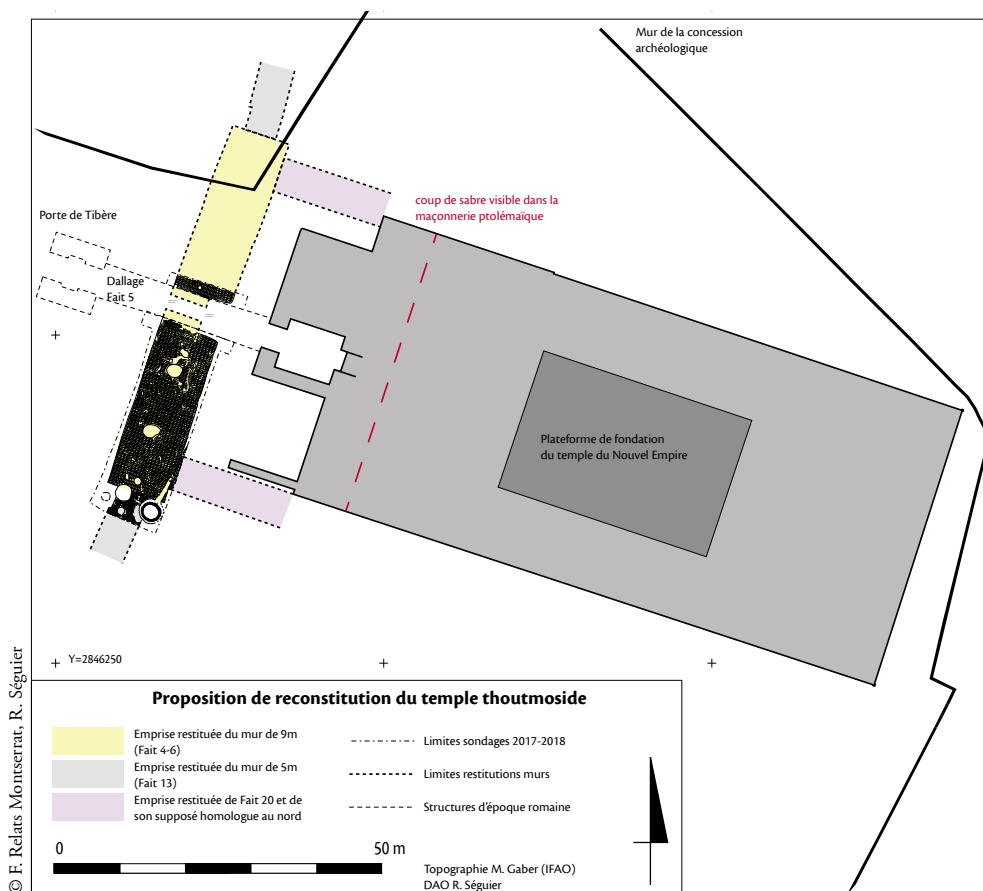 Mur de la concession
archéologique
coup de sabre visible dans la
maçonnerie ptolémaïque
Porte de Tibère
Dallage
Fait 5
Plateforme de fondation
du temple du Nouvel Empire
Y=2846250
Proposition de reconstitution du temple thoutmoside
Emprise restituée du mur de 9m
(Fait 4-6)
Emprise restituée du mur de 5m
(Fait 13)
Emprise restituée de Fait 20 et de
son supposé homologue au nord
Limites sondages 2017-2018
Limites restitutions murs
Structures d'époque romaine
0
50 m
Topographie M. Gaber (IFAO)
DAO R. Séguier
© F. Relats Montserrat, R. Séguier